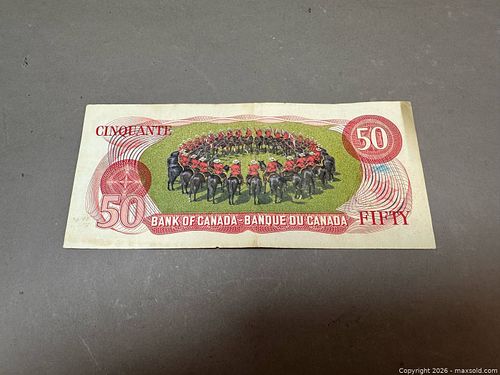 CINQUANTE
50
50
BANK OF CANADA - BANQUE DU CANADA
FIFTY
Copyright 2026 - maxsold.com